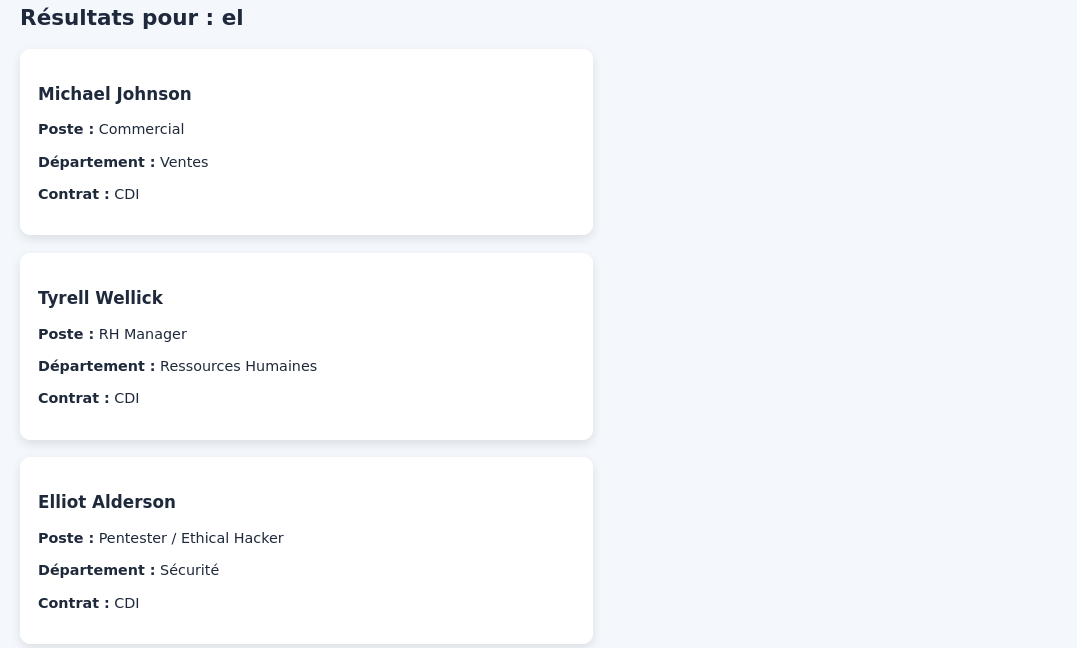 Résultats pour : el
Michael Johnson
Poste : Commercial
Département : Ventes
Contrat : CDI
Tyrell Wellick
Poste : RH Manager
Département : Ressources Humaines
Contrat : CDI
Elliot Alderson
Poste : Pentester / Ethical Hacker
Département : Sécurité
Contrat : CDI